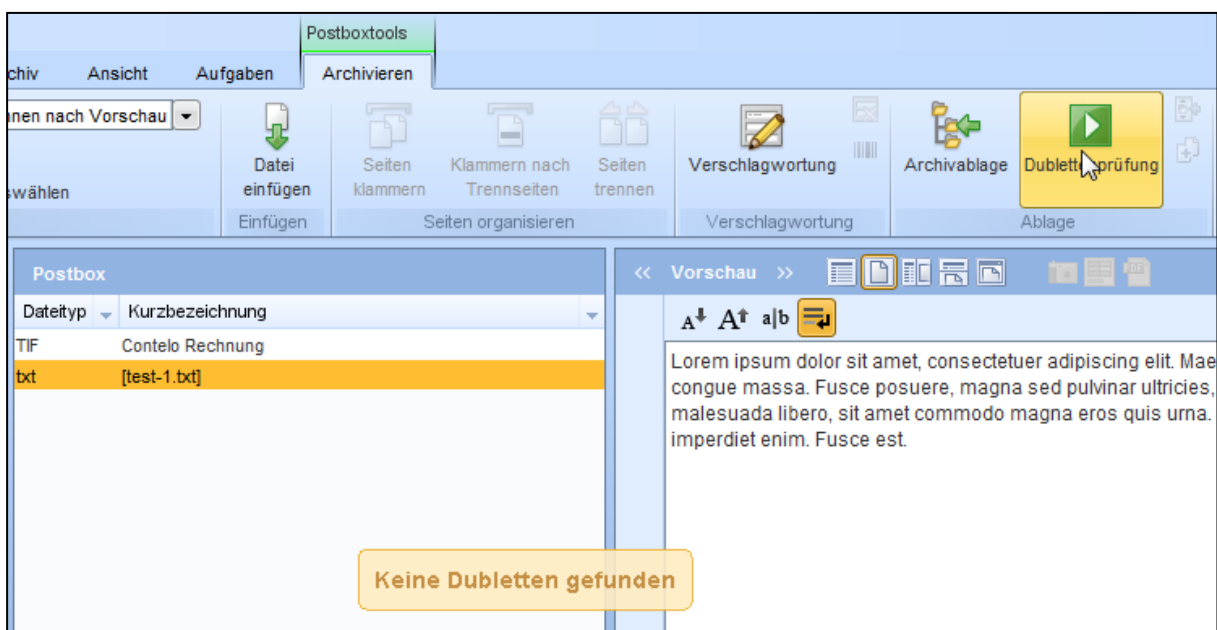 Postboxtools
chiv Ansicht Aufgaben Archivieren
nen nach Vorschau
swählen
Datei
einfügen
Einfügen
Seiten
klammern
Klammern nach
Trennseiten
Seiten
trennen
Seiten organisieren
Verschlagwortung
Verschlagwortung
Archivablage
Dublettenprüfung
Ablage
Postbox
Dateityp Kurzbezeichnung
TIF Contelo Rechnung
txt [test-1.txt]
<< Vorschau >>
A A a|b
Lorem ipsum dolor sit amet, consectetuer adipiscing elit. Mae
congue massa. Fusce posuere, magna sed pulvinar ultricies,
malesuada libero, sit amet commodo magna eros quis urna.
imperdiet enim. Fusce est.
Keine Dubletten gefunden